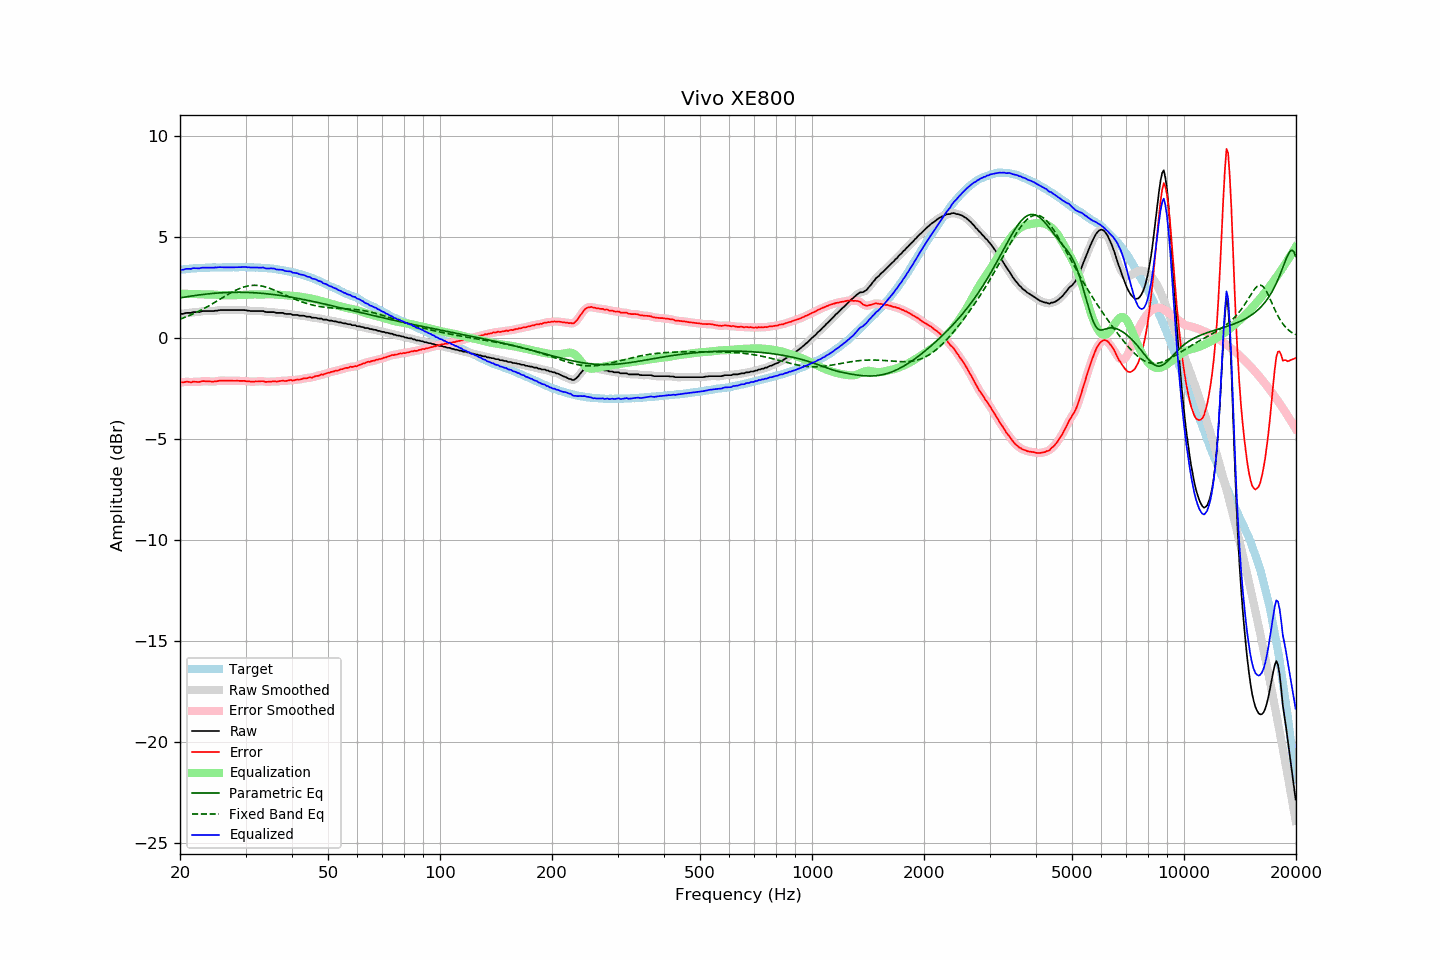 Vivo XE800
10
5
0
−5
−10
−15
−20
−25
Amplitude (dBr)
Target
Raw Smoothed
Error Smoothed
Raw
Error
Equalization
Parametric Eq
Fixed Band Eq
Equalized
20 50 100 200 500 1000 2000 5000 10000 20000
Frequency (Hz)